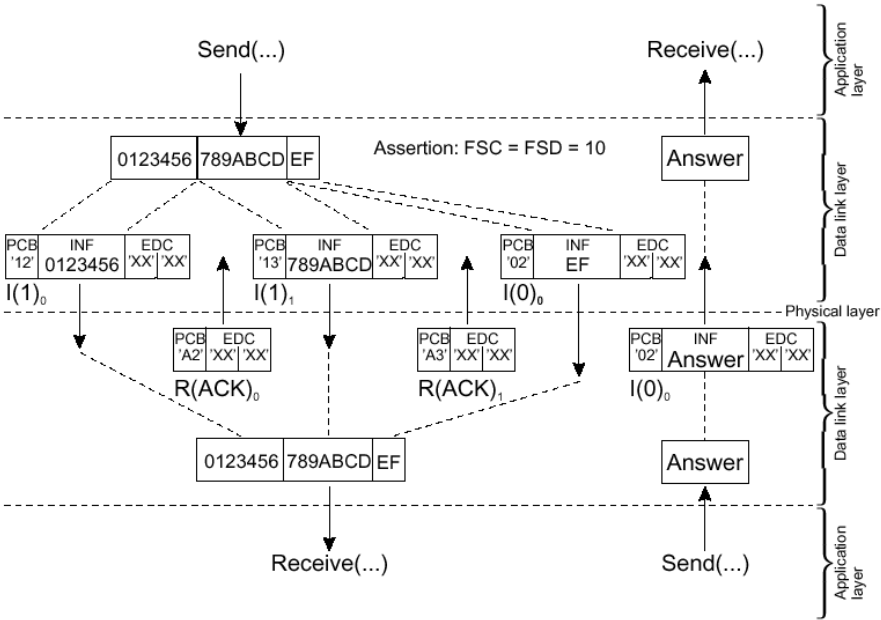 Send(...)
Receive(...)
Application layer
0123456 789ABCD EF
Assertion: FSC = FSD = 10
Answer
Data link layer
PCB INF EDC
'12' 0123456 'XX' 'XX'
I(1)₀
PCB INF EDC
'13' 789ABCD 'XX' 'XX'
I(1)₁
PCB INF EDC
'02' EF 'XX' 'XX'
I(0)₀
Physical layer
PCB EDC
'A2' 'XX' 'XX'
R(ACK)₀
PCB EDC
'A3' 'XX' 'XX'
R(ACK)₁
PCB INF EDC
'02' Answer 'XX' 'XX'
I(0)₀
Data link layer
0123456 789ABCD EF
Answer
Receive(...)
Send(...)
Application layer